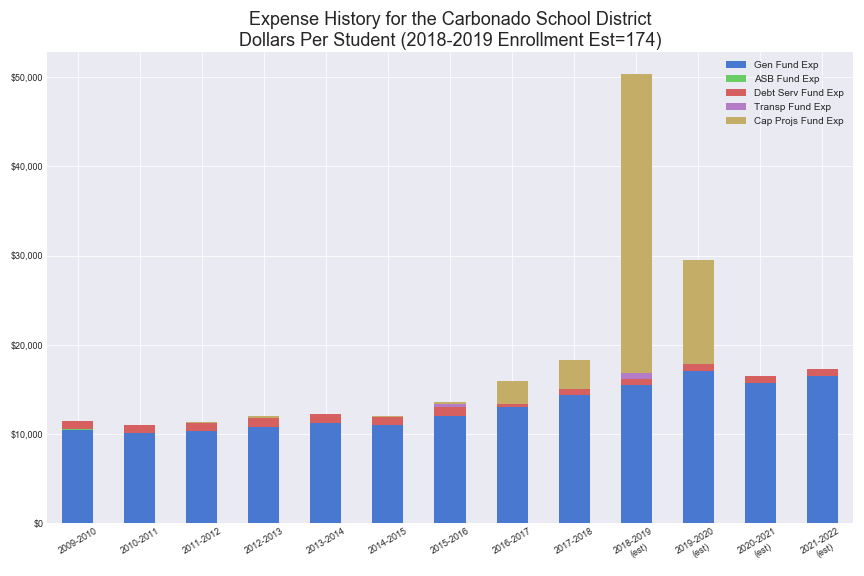 Expense History for the Carbonado School District
Dollars Per Student (2018-2019 Enrollment Est=174)
Gen Fund Exp
ASB Fund Exp
Debt Serv Fund Exp
Transp Fund Exp
Cap Projs Fund Exp
$50,000
$40,000
$30,000
$20,000
$10,000
$0
2009-2010
2010-2011
2011-2012
2012-2013
2013-2014
2014-2015
2015-2016
2016-2017
2017-2018
2018-2019
(est)
2019-2020
(est)
2020-2021
(est)
2021-2022
(est)